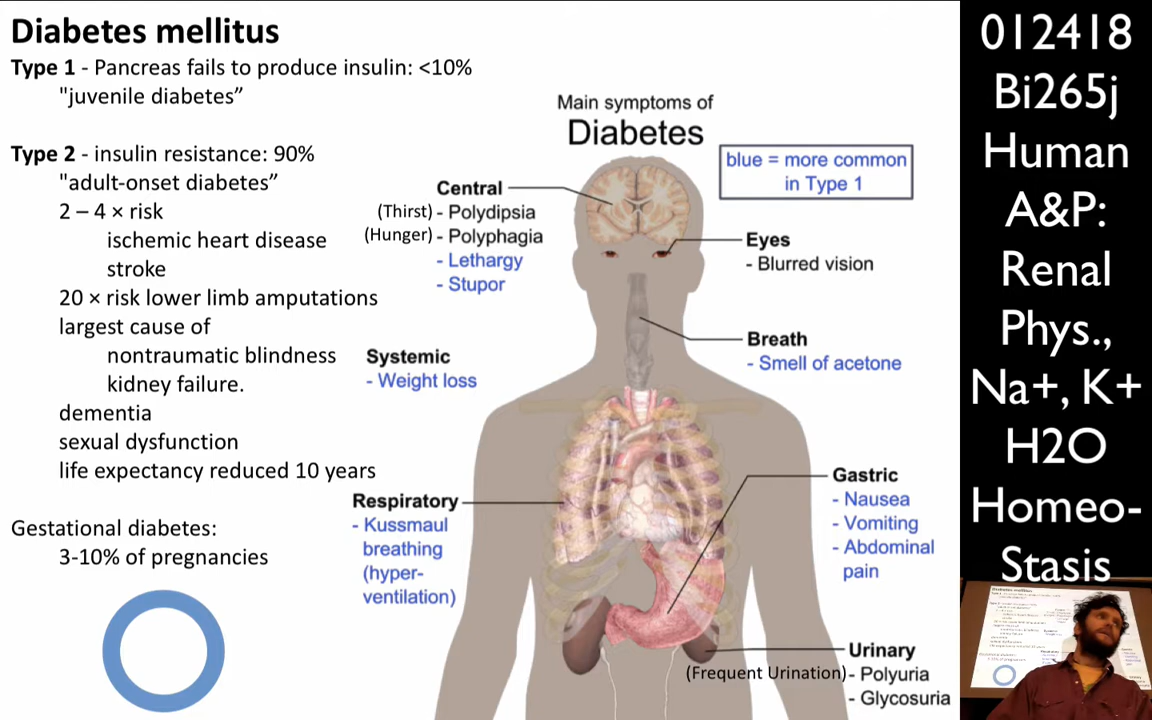 Diabetes mellitus
Type 1 - Pancreas fails to produce insulin: <10%
"juvenile diabetes”
Type 2 - insulin resistance: 90%
"adult-onset diabetes”
2 – 4 × risk
ischemic heart disease
stroke
20 × risk lower limb amputations
largest cause of
nontraumatic blindness
kidney failure.
dementia
sexual dysfunction
life expectancy reduced 10 years
Gestational diabetes:
3-10% of pregnancies
Main symptoms of
Diabetes
blue = more common
in Type 1
Central
(Thirst) - Polydipsia
(Hunger) - Polyphagia
- Lethargy
- Stupor
Eyes
- Blurred vision
Breath
- Smell of acetone
Systemic
- Weight loss
Respiratory
- Kussmaul
breathing
(hyper-
ventilation)
Gastric
- Nausea
- Vomiting
- Abdominal
pain
Urinary
(Frequent Urination) - Polyuria
- Glycosuria
012418
Bi265j
Human
A&P:
Renal
Phys.,
Na+, K+
H2O
Homeo-
Stasis